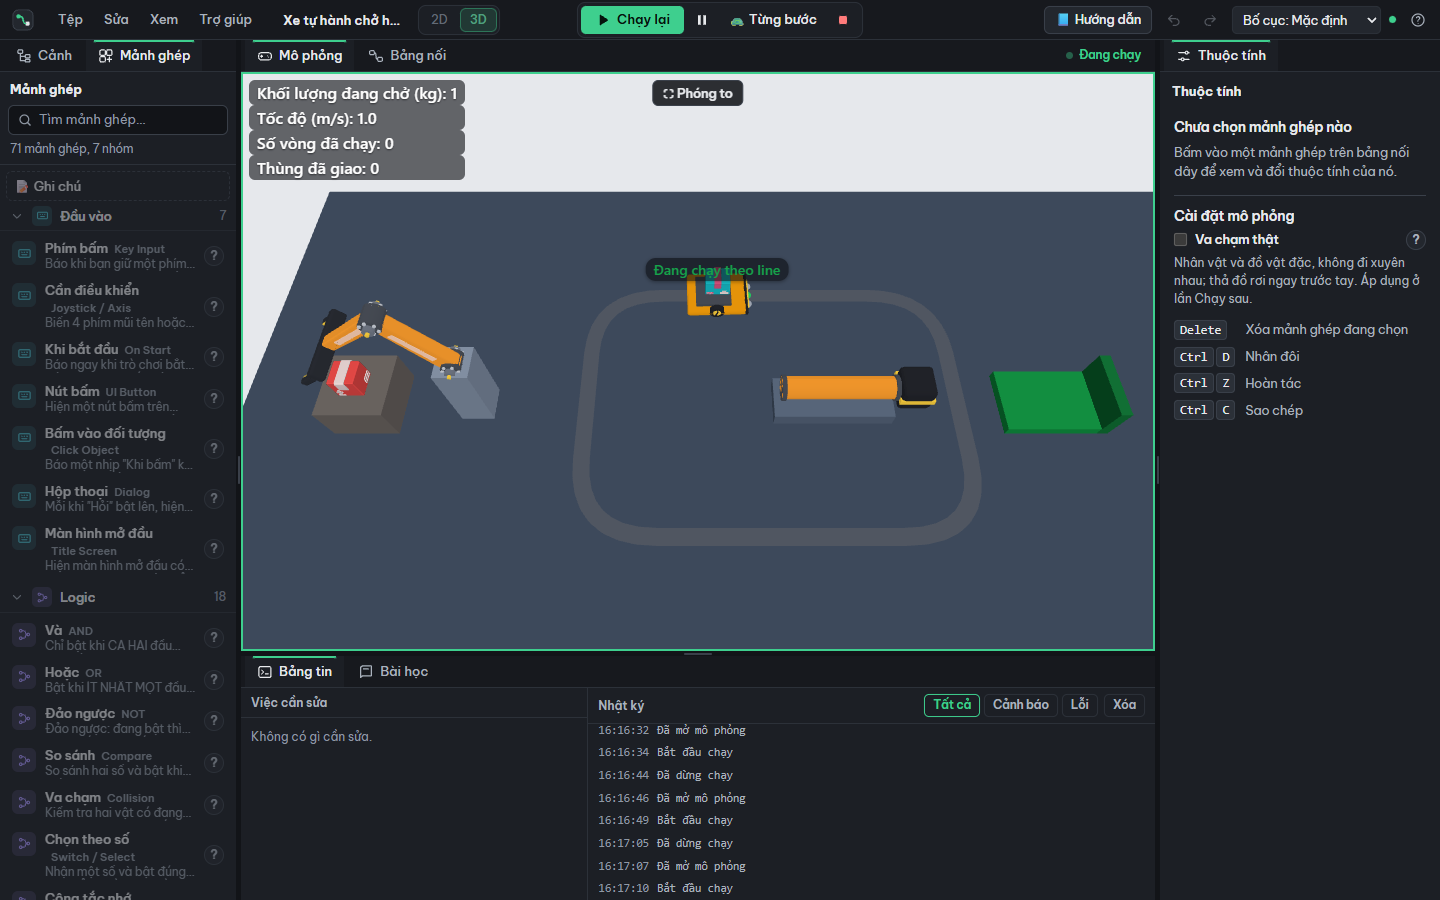 Tệp Sửa Xem Trợ giúp Xe tự hành chở h... 2D 3D Chạy lại Từng bước Hướng dẫn Bố cục: Mặc định
Cảnh Mảnh ghép Mô phỏng Bảng nối Đang chạy Thuộc tính
Mảnh ghép
Tìm mảnh ghép...
71 mảnh ghép, 7 nhóm
Ghi chú
Đầu vào 7
Phím bấm Key Input
Báo khi bạn giữ một phím...
Cần điều khiển
Joystick / Axis
Biến 4 phím mũi tên hoặc...
Khi bắt đầu On Start
Báo ngay khi trò chơi bắt...
Nút bấm UI Button
Hiện một nút bấm trên...
Bấm vào đối tượng
Click Object
Báo một nhịp "Khi bấm" k...
Hộp thoại Dialog
Mỗi khi "Hỏi" bật lên, hiện...
Màn hình mở đầu
Title Screen
Hiện màn hình mở đầu có...
Logic 18
Và AND
Chỉ bật khi CẢ HAI đầu...
Hoặc OR
Bật khi ÍT NHẤT MỘT đầu...
Đảo ngược NOT
Đảo ngược: đang bật thì...
So sánh Compare
So sánh hai số và bật khi...
Va chạm Collision
Kiểm tra hai vật có đang...
Chọn theo số
Switch / Select
Nhận một số và bật đúng...
Công tắc nhớ
Khối lượng đang chở (kg): 1
Tốc độ (m/s): 1.0
Số vòng đã chạy: 0
Thùng đã giao: 0
Phóng to
Đang chạy theo line
Bảng tin Bài học
Việc cần sửa
Không có gì cần sửa.
Nhật ký Tất cả Cảnh báo Lỗi Xóa
16:16:32 Đã mở mô phỏng
16:16:34 Bắt đầu chạy
16:16:44 Đã dừng chạy
16:16:46 Đã mở mô phỏng
16:16:49 Bắt đầu chạy
16:17:05 Đã dừng chạy
16:17:07 Đã mở mô phỏng
16:17:10 Bắt đầu chạy
Thuộc tính
Chưa chọn mảnh ghép nào
Bấm vào một mảnh ghép trên bảng nối
dây để xem và đổi thuộc tính của nó.
Cài đặt mô phỏng
Va chạm thật
Nhân vật và đồ vật đặc, không đi xuyên
nhau; thả đồ rơi ngay trước tay. Áp dụng ở
lần Chạy sau.
Delete Xóa mảnh ghép đang chọn
Ctrl D Nhân đôi
Ctrl Z Hoàn tác
Ctrl C Sao chép